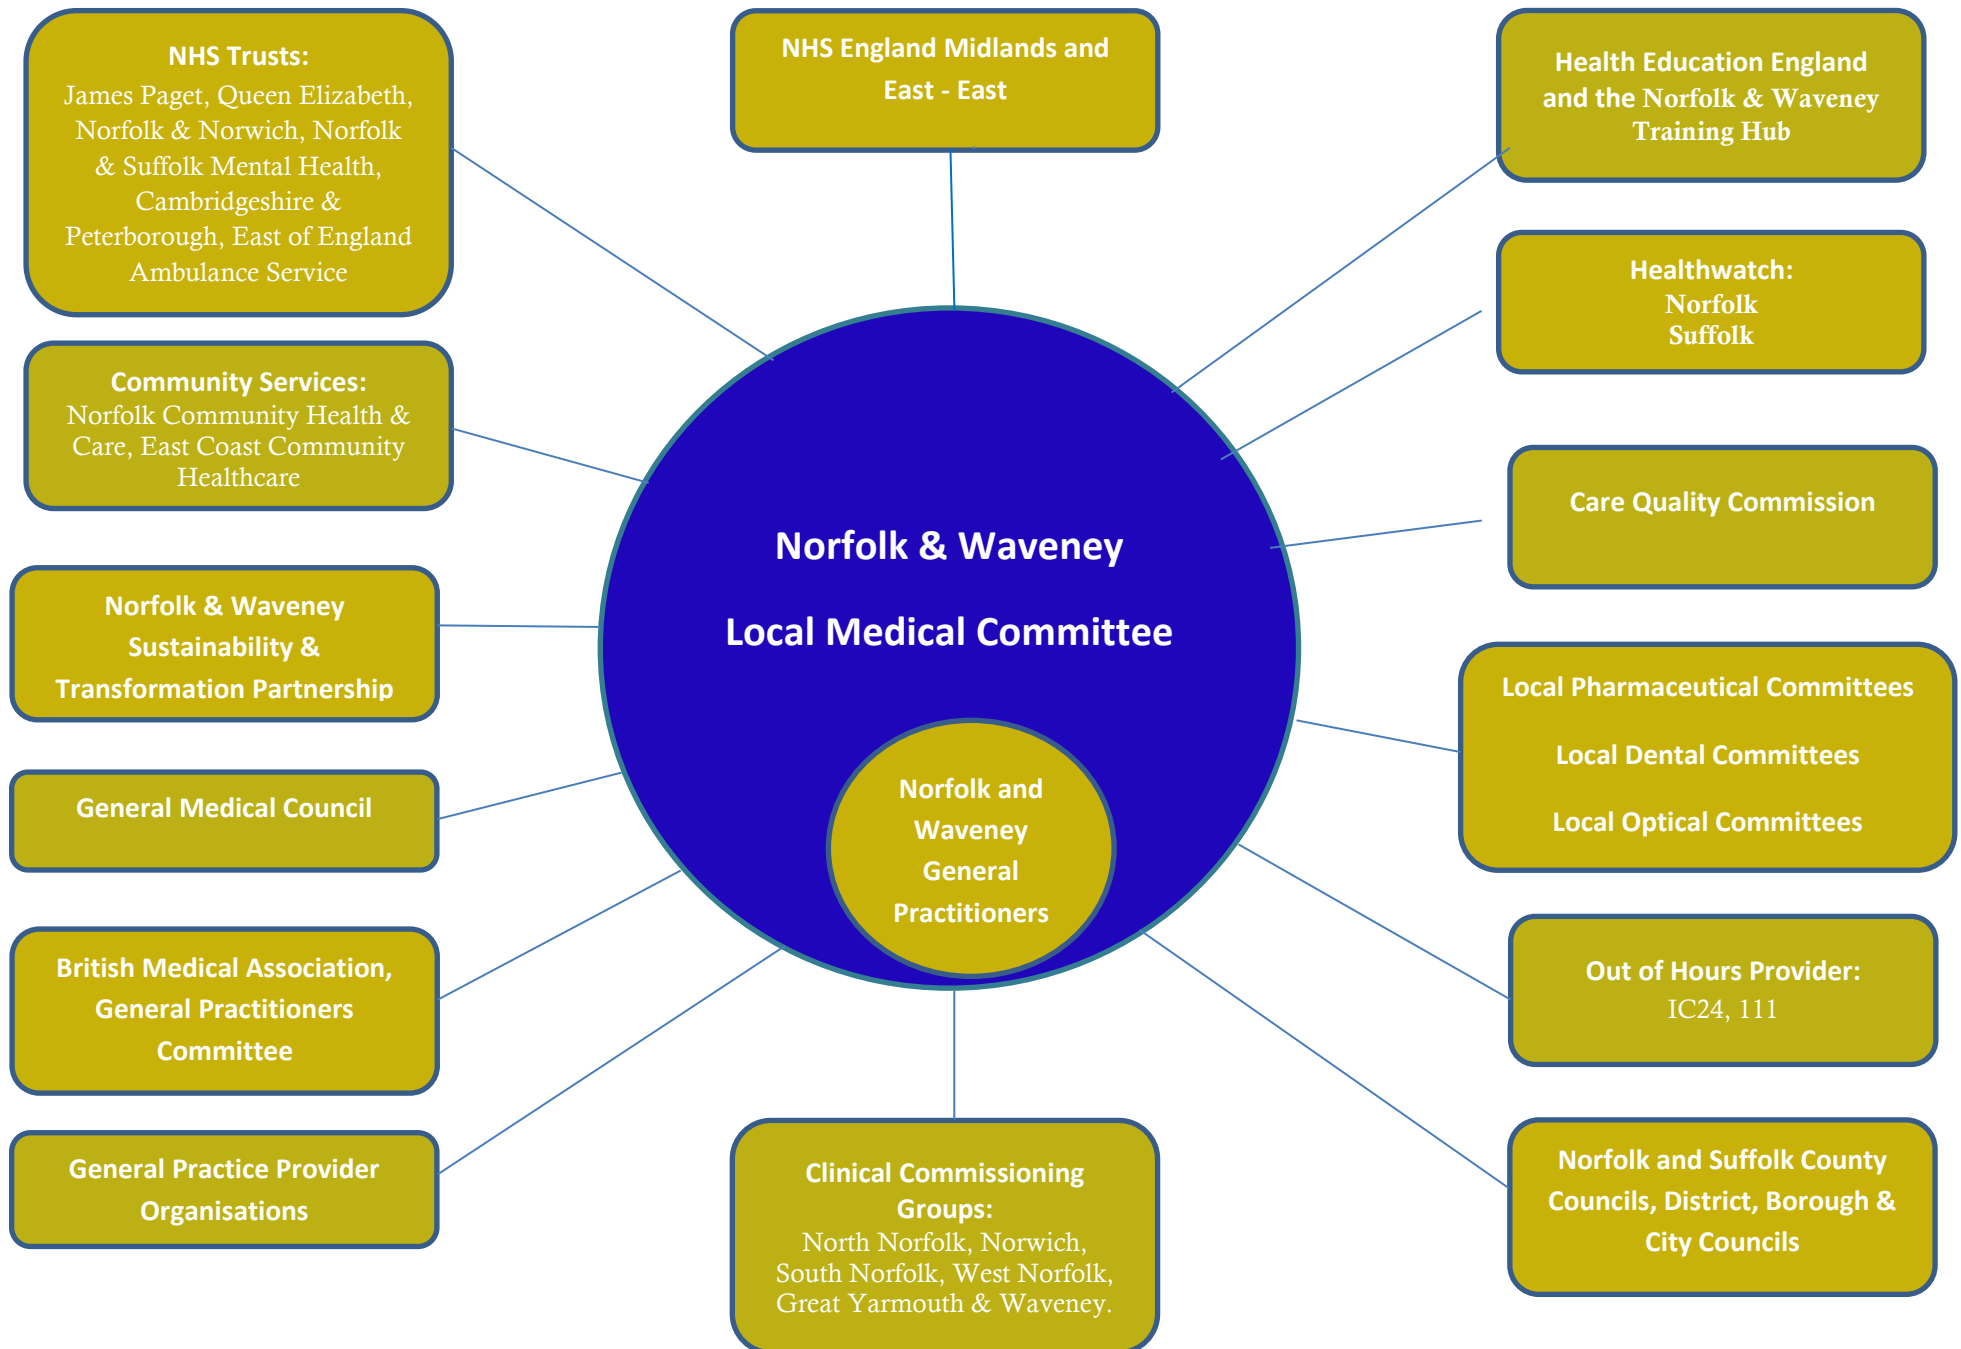 NHS Trusts:
James Paget, Queen Elizabeth,
Norfolk & Norwich, Norfolk
& Suffolk Mental Health,
Cambridgeshire &
Peterborough, East of England
Ambulance Service
NHS England Midlands and
East - East
Health Education England
and the Norfolk & Waveney
Training Hub
Healthwatch:
Norfolk
Suffolk
Community Services:
Norfolk Community Health &
Care, East Coast Community
Healthcare
Care Quality Commission
Norfolk & Waveney
Local Medical Committee
Norfolk & Waveney
Sustainability &
Transformation Partnership
Local Pharmaceutical Committees
Local Dental Committees
Local Optical Committees
General Medical Council
Norfolk and
Waveney
General
Practitioners
British Medical Association,
General Practitioners
Committee
Out of Hours Provider:
IC24, 111
General Practice Provider
Organisations
Clinical Commissioning
Groups:
North Norfolk, Norwich,
South Norfolk, West Norfolk,
Great Yarmouth & Waveney.
Norfolk and Suffolk County
Councils, District, Borough &
City Councils